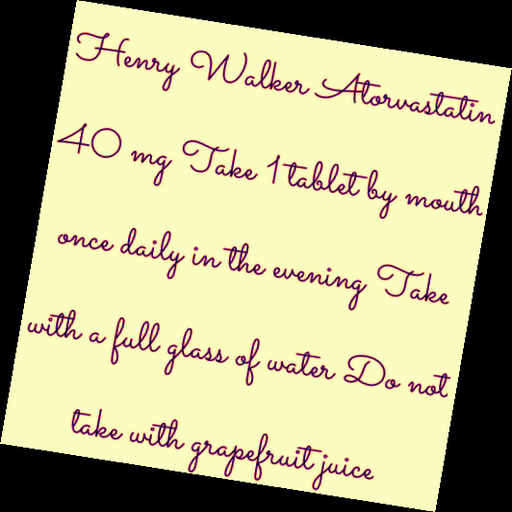 Henry Walker Atorvastatin
40 mg Take 1 tablet by mouth
once daily in the evening Take
with a full glass of water Do not
take with grapefruit juice